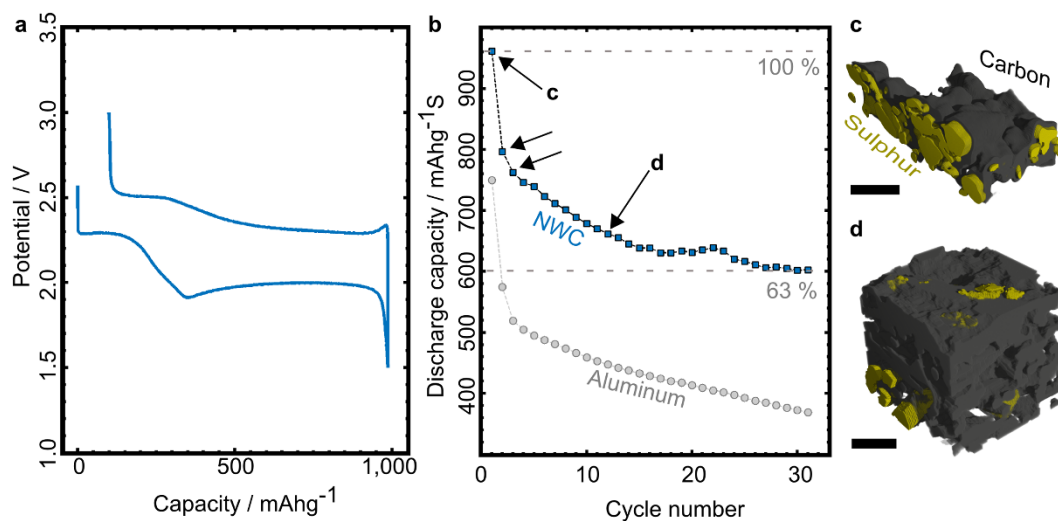 a
3.5
3.0
2.5
2.0
1.0
Potential / V
0
500
1,000
Capacity / mAhg⁻¹
b
900
800
700
600
500
400
Discharge capacity / mAhg⁻¹S
100 %
c
d
NWC
63 %
Aluminum
0
10
20
30
Cycle number
c
Carbon
Sulphur
d